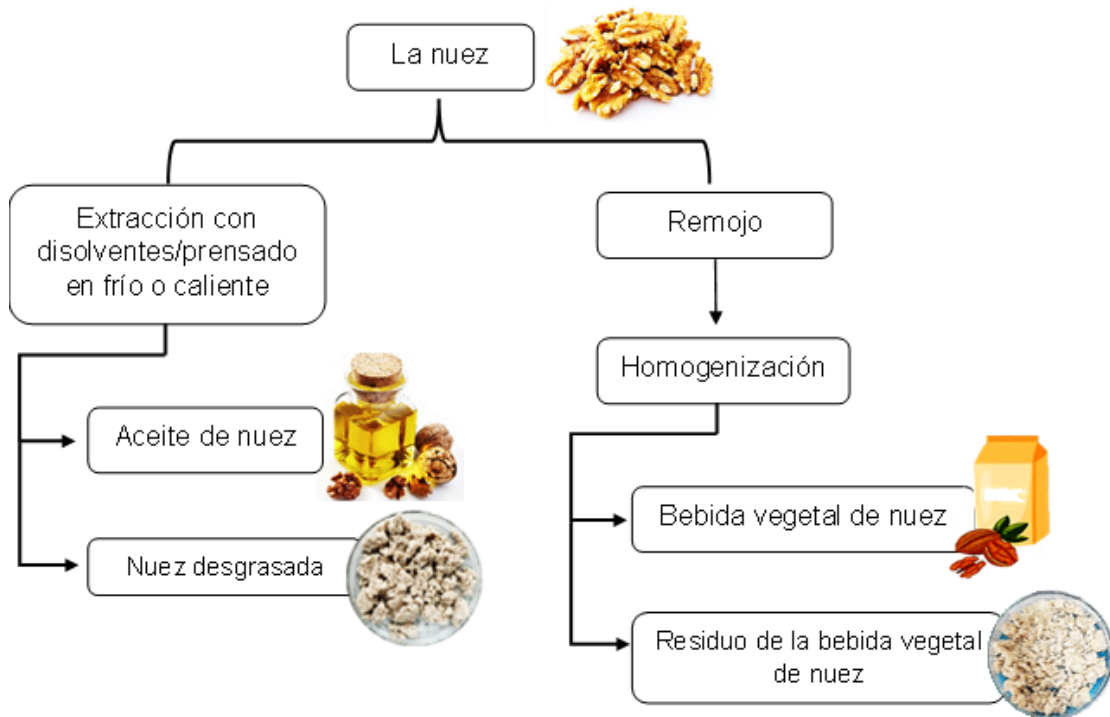 La nuez
Extracción con
disolventes/prensado
en frío o caliente
Remojo
Homogenización
Aceite de nuez
Nuez desgrasada
Bebida vegetal de nuez
Residuo de la bebida vegetal
de nuez